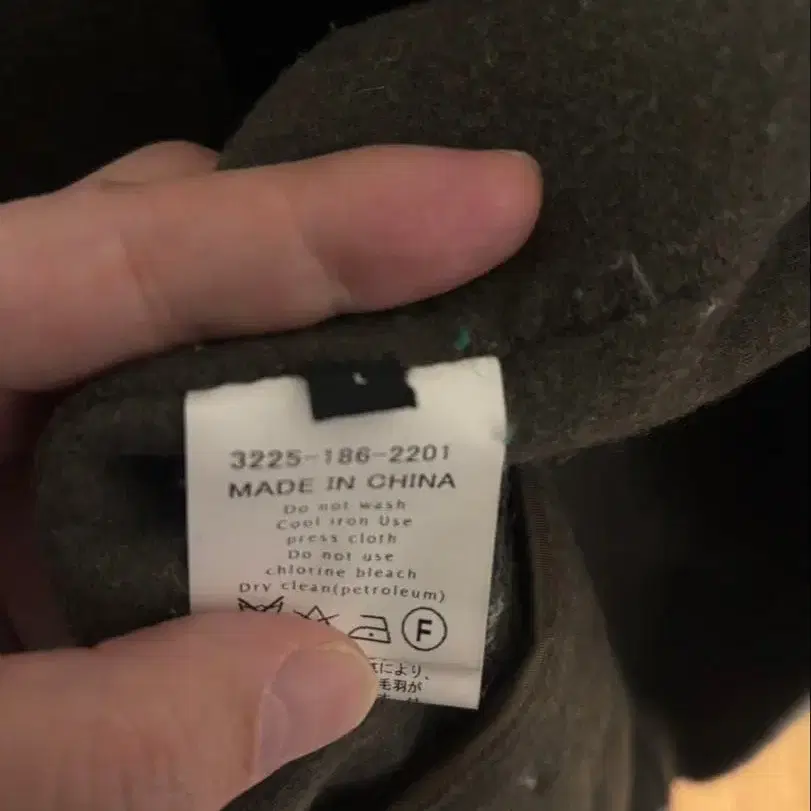 L
3225-186-2201
MADE IN CHINA
Do not wash
Cool iron Use
press cloth
Do not use
chlorine bleach
Dry clean(petroleum)
F
により、
毛羽が